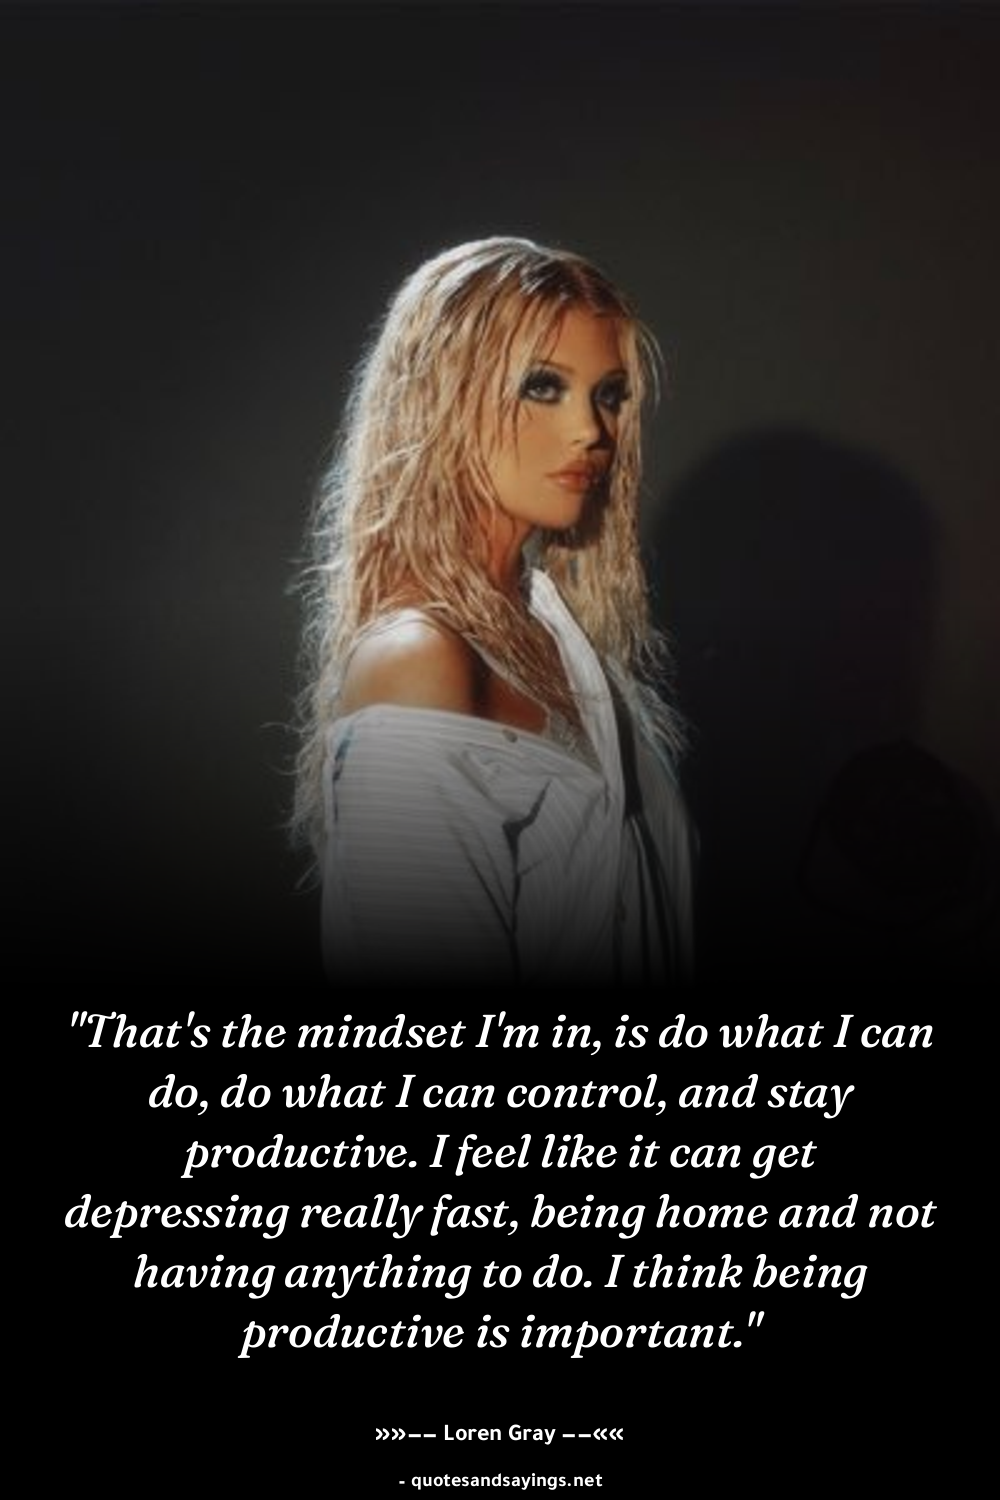 "That's the mindset I'm in, is do what I can
do, do what I can control, and stay
productive. I feel like it can get
depressing really fast, being home and not
having anything to do. I think being
productive is important."
»»−− Loren Gray −−««
- quotesandsayings.net